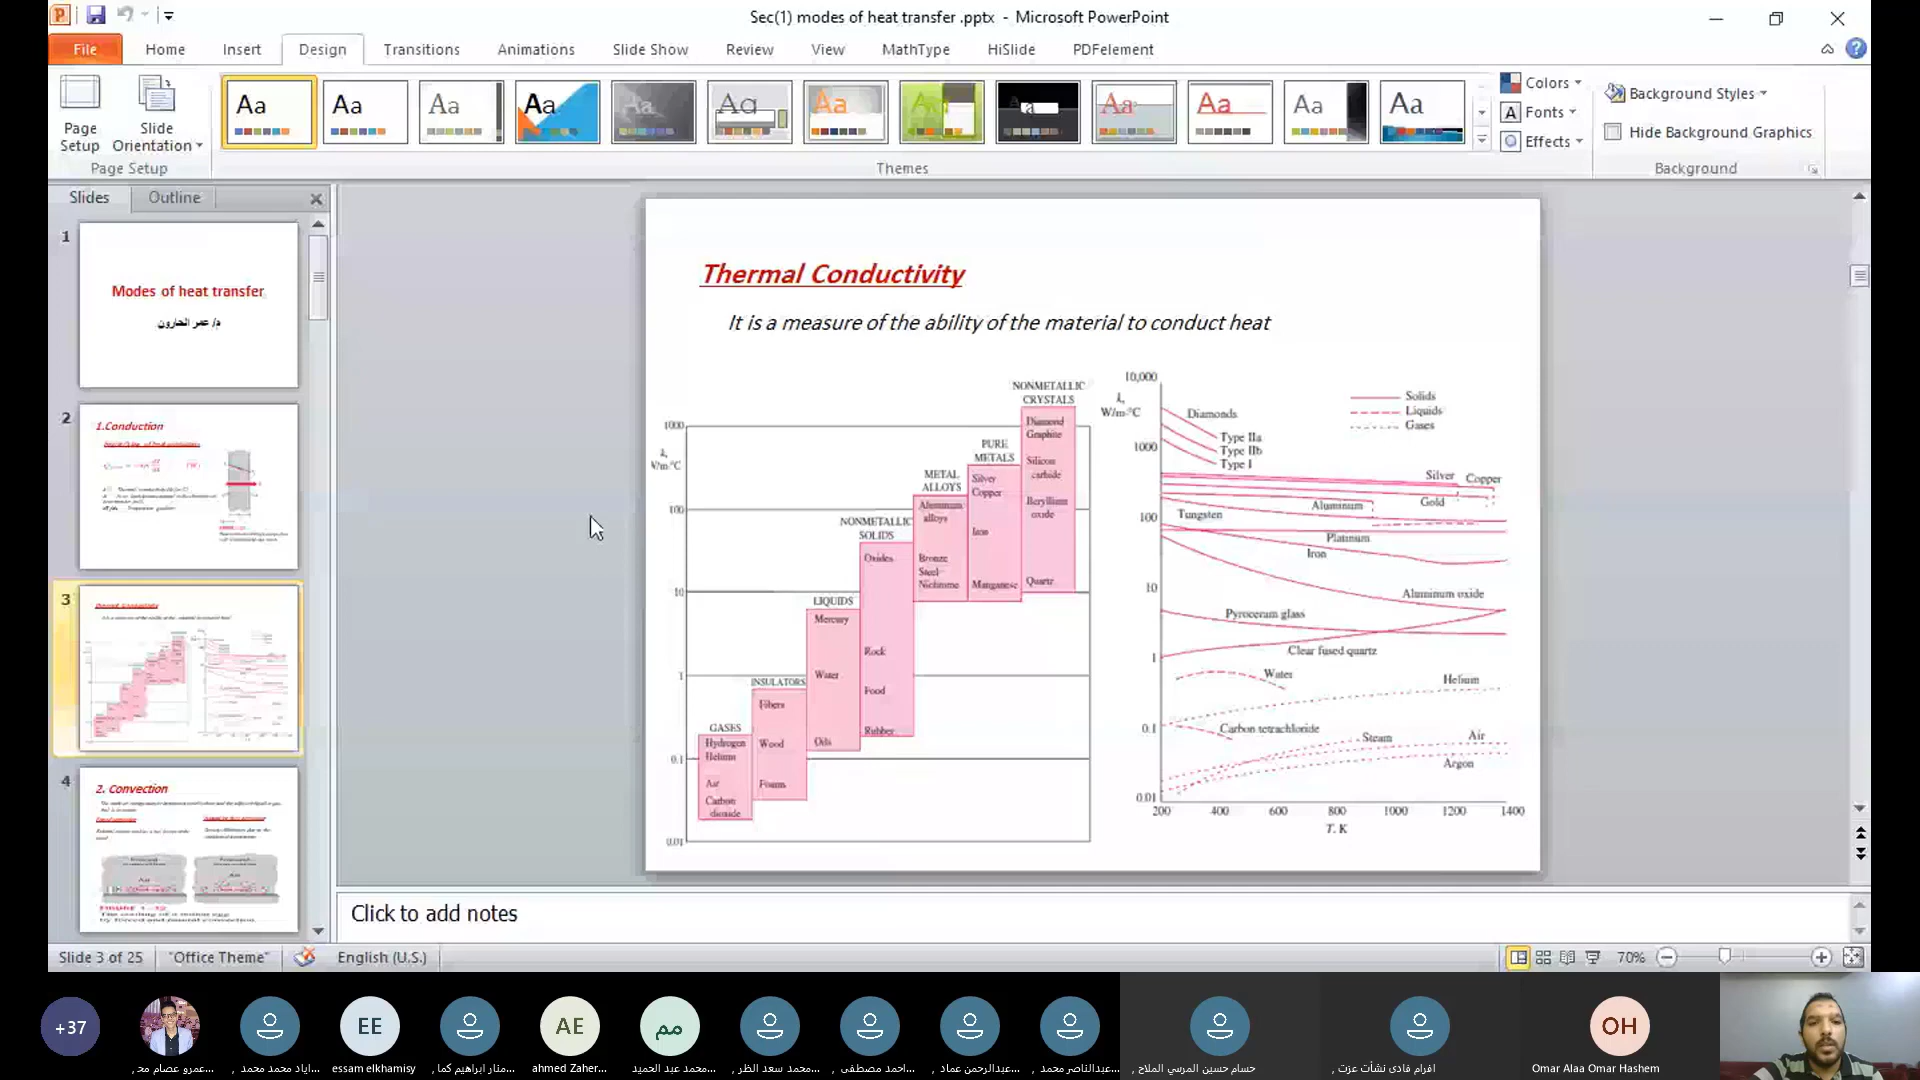 Sec(1) modes of heat transfer .pptx - Microsoft PowerPoint
File Home Insert Design Transitions Animations Slide Show Review View MathType HiSlide PDFelement
Page Setup
Slide Orientation
Page Setup
Themes
Colors
Fonts
Effects
Background Styles
Hide Background Graphics
Background
Slides Outline
1
Modes of heat transfer
م/ عمر الحارون
2
1.Conduction
3
4
2. Convection
Thermal Conductivity
It is a measure of the ability of the material to conduct heat
1000
100
10
1
0.1
0.01
GASES
Hydrogen
Helium
Air
Carbon
dioxide
INSULATORS
Fibers
Wood
Foams
LIQUIDS
Mercury
Water
Oils
NONMETALLIC
SOLIDS
Oxides
Rock
Food
Rubber
METAL
ALLOYS
Aluminum
alloys
Bronze
Steel
Nichrome
PURE
METALS
Silver
Copper
Iron
Manganese
NONMETALLIC
CRYSTALS
Diamond
Graphite
Silicon
carbide
Beryllium
oxide
Quartz
10,000
k,
W/m·°C
1000
100
10
1
0.1
0.01
Solids
Liquids
Gases
Diamonds
Type IIa
Type IIb
Type I
Silver
Copper
Aluminum
Gold
Tungsten
Platinum
Iron
Aluminum oxide
Pyroceram glass
Clear fused quartz
Water
Helium
Carbon tetrachloride
Steam
Air
Argon
200 400 600 800 1000 1200 1400
T, K
Click to add notes
Slide 3 of 25 "Office Theme" English (U.S.) 70%
+37
EE
AE
مم
OH
عمرو عصام مح...
اياد محمد محمد...
essam elkhamisy
منار ابراهيم كما...
ahmed Zaher...
محمد عبد الحميد...
محمد سعد الظر...
احمد مصطفى...
عبدالرحمن عماد...
عبدالناصر محمد...
حسام حسين المرسي الملاح...
افرام فادى نشأت عزت...
Omar Alaa Omar Hashem